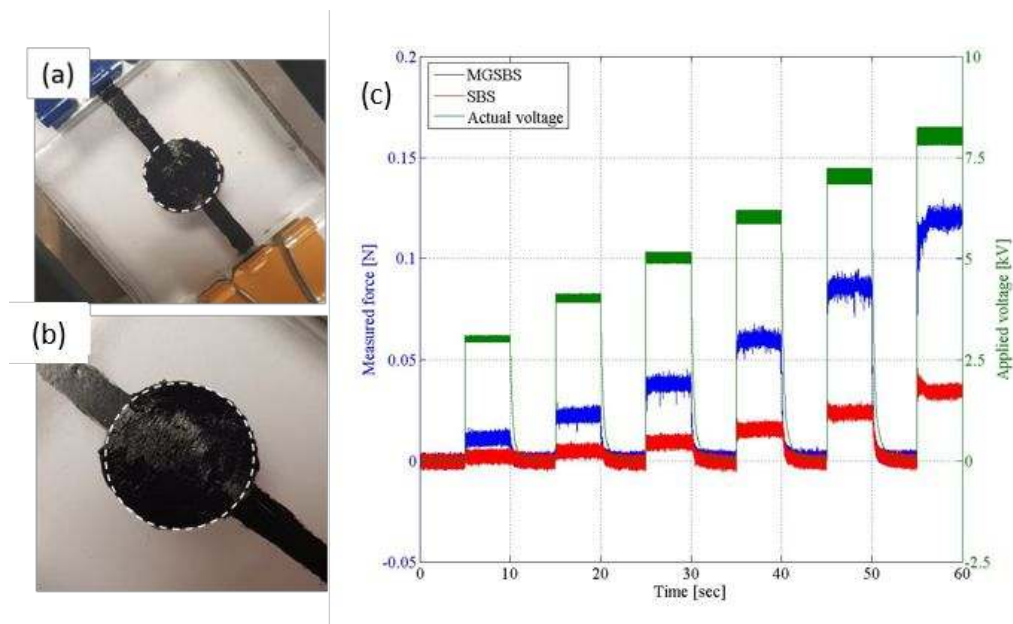 (a)
(b)
(c)
MGSBS
SBS
Actual voltage
0.2
0.15
0.1
0.05
0
-0.05
Measured force [N]
10
7.5
5
2.5
0
-2.5
Applied voltage [kV]
0 10 20 30 40 50 60
Time [sec]